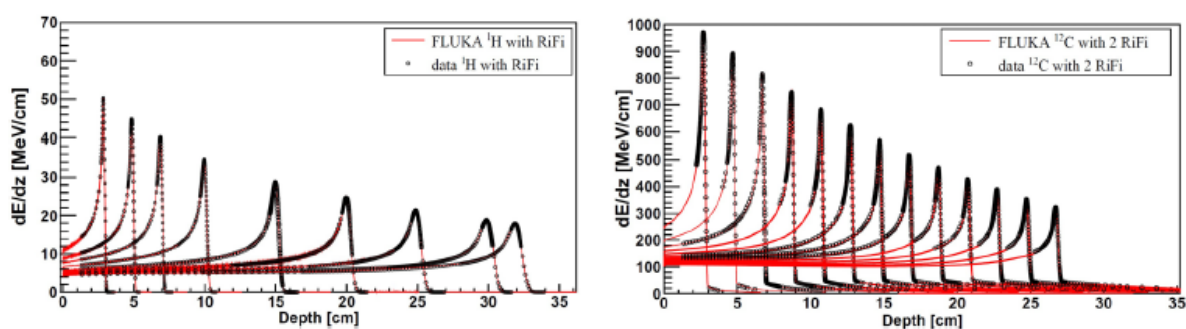 70
60
50
40
30
20
10
0
dE/dz [MeV/cm]
FLUKA ¹H with RiFi
data ¹H with RiFi
0 5 10 15 20 25 30 35
Depth [cm]
1000
900
800
700
600
500
400
300
200
100
0
dE/dz [MeV/cm]
FLUKA ¹²C with 2 RiFi
data ¹²C with 2 RiFi
0 5 10 15 20 25 30 35
Depth [cm]